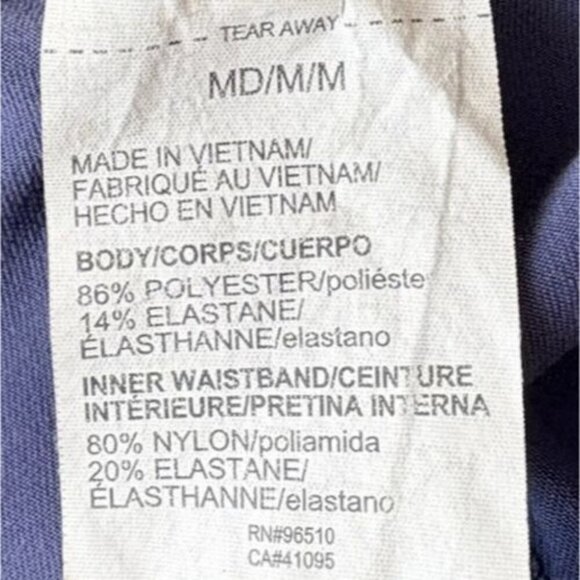 TEAR AWAY
MD/M/M
MADE IN VIETNAM/
FABRIQUÉ AU VIETNAM/
HECHO EN VIETNAM
BODY/CORPS/CUERPO
86% POLYESTER/poliéste
14% ELASTANE/
ÉLASTHANNE/elastano
INNER WAISTBAND/CEINTURE
INTÉRIEURE/PRETINA INTERNA
80% NYLON/poliamida
20% ELASTANE/
ÉLASTHANNE/elastano
RN#96510
CA#41095